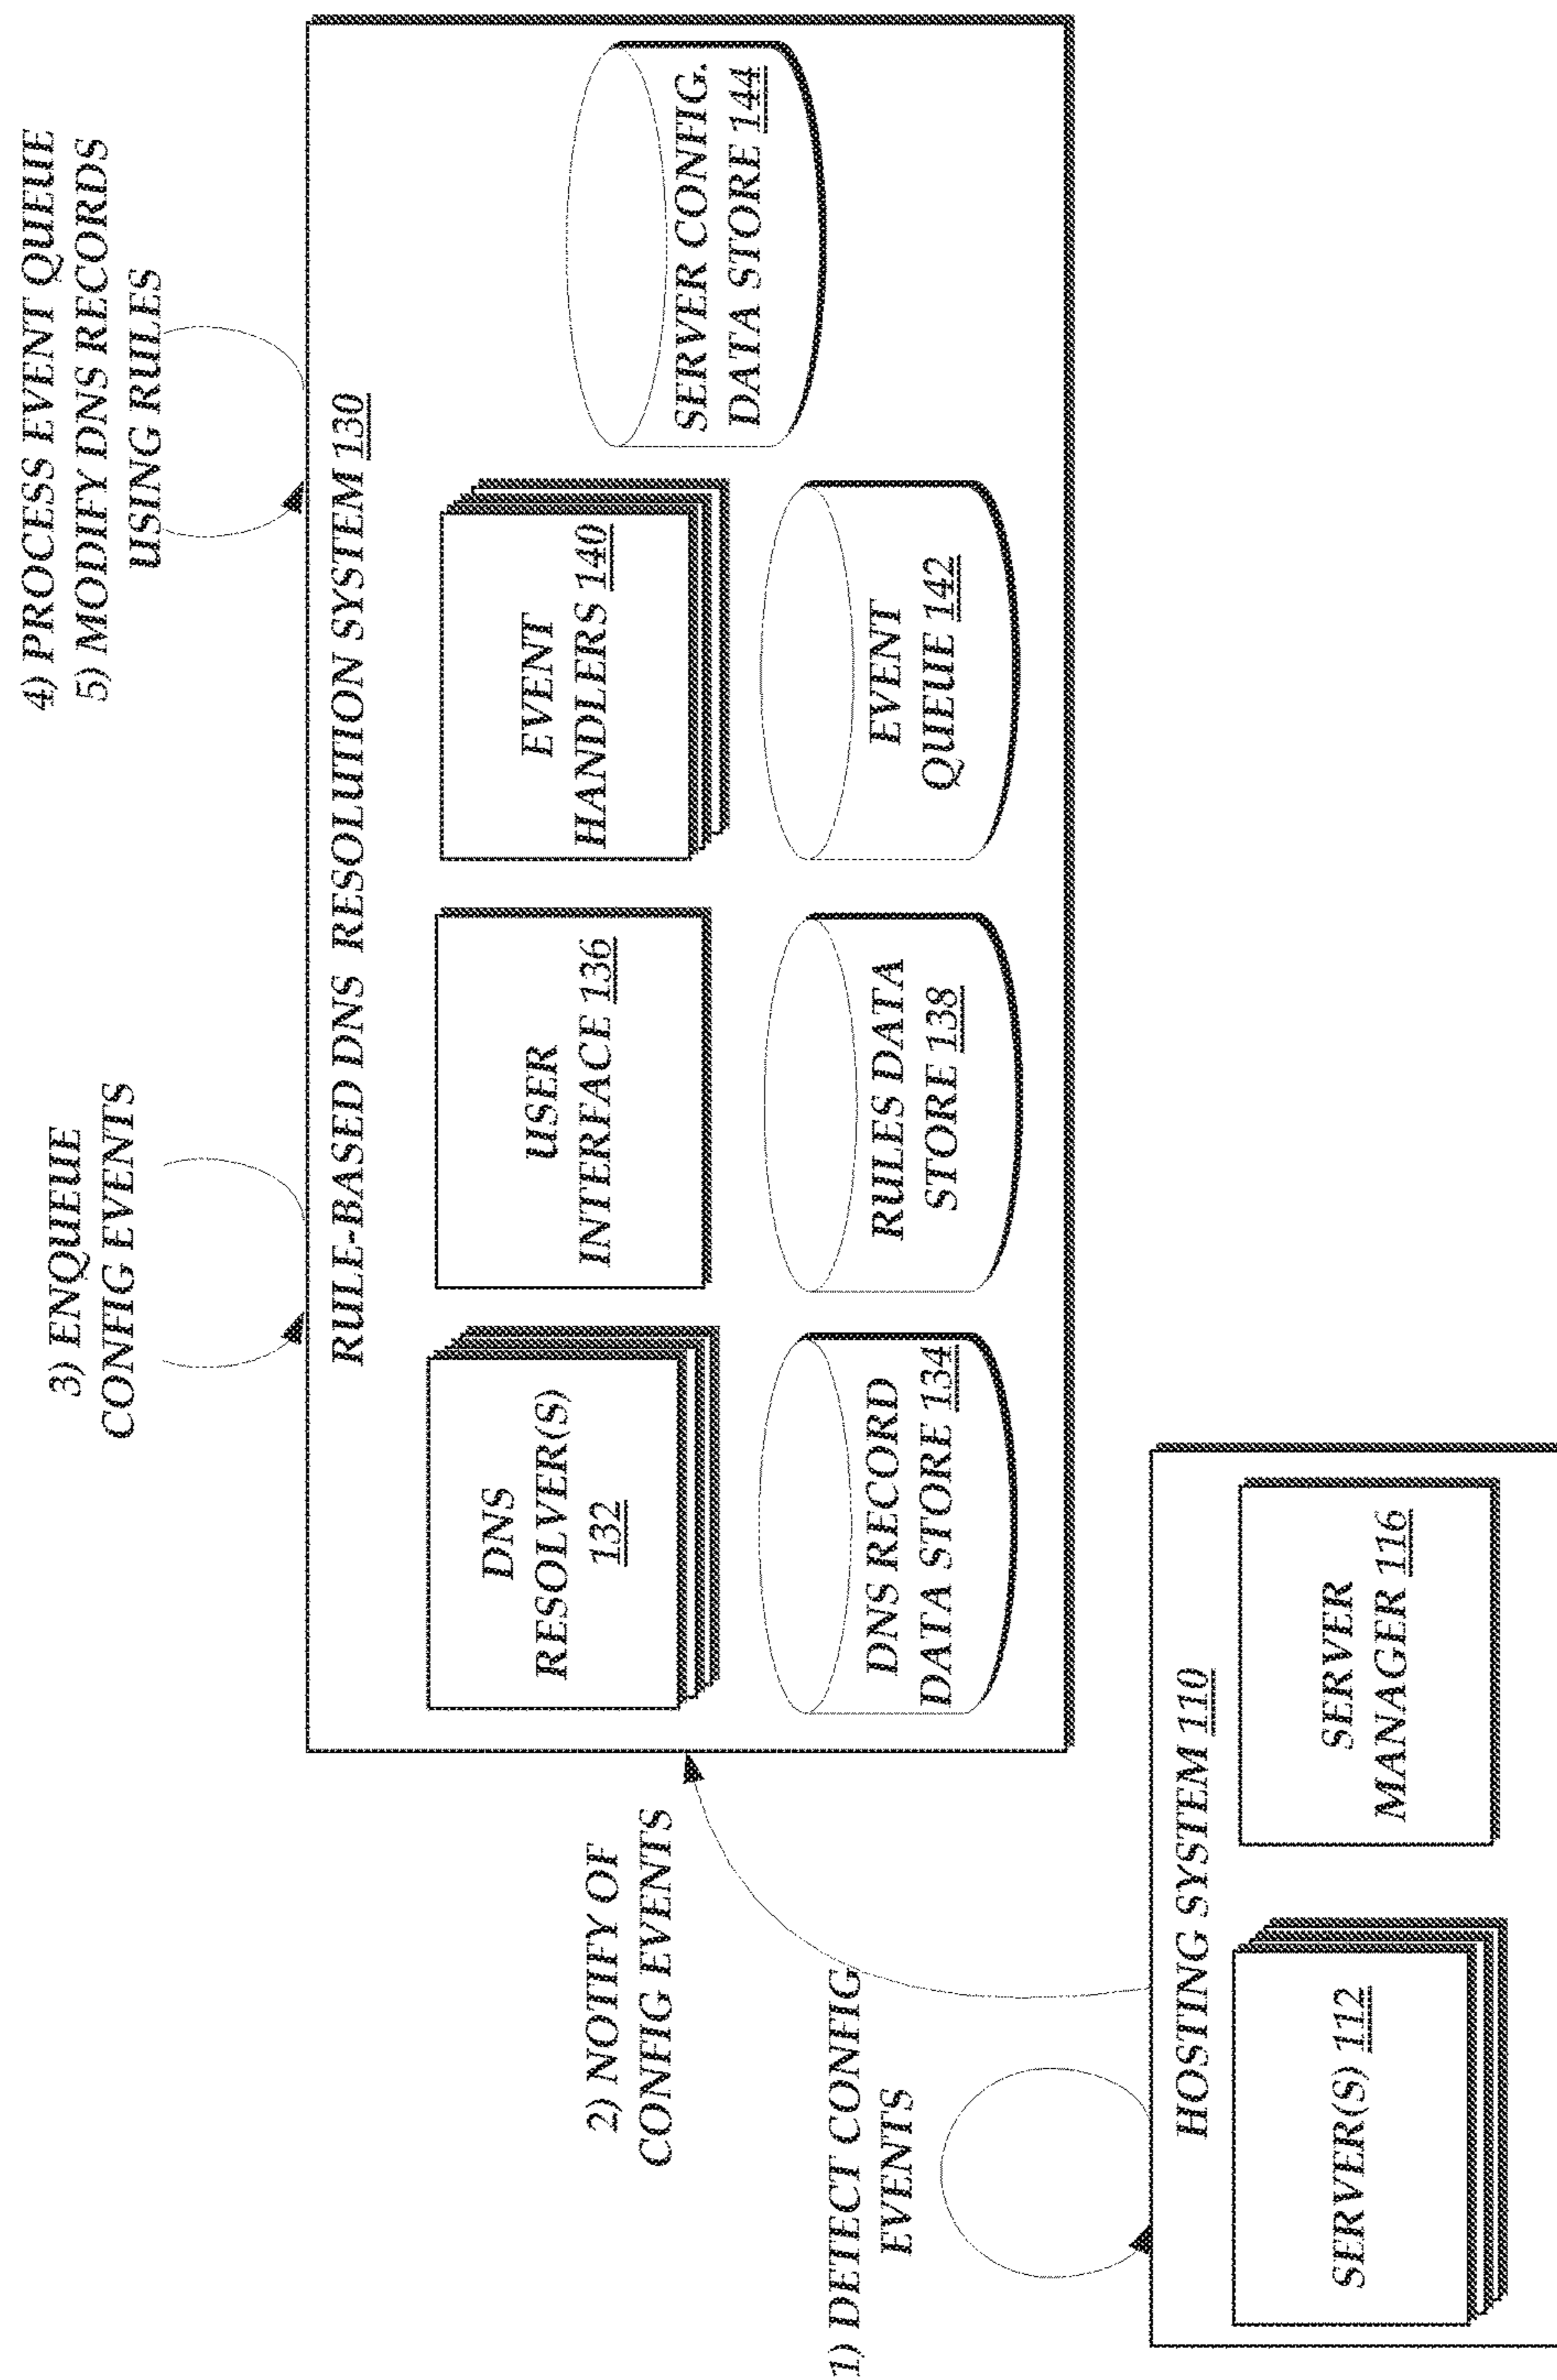 4) PROCESS EVENT QUEUE
5) MODIFY DNS RECORDS
USING RULES
3) ENQUEUE
CONFIG EVENTS
RULE-BASED DNS RESOLUTION SYSTEM 130
DNS
RESOLVER(S)
132
USER
INTERFACE 136
EVENT
HANDLERS 140
SERVER CONFIG.
DATA STORE 144
DNS RECORD
DATA STORE 134
RULES DATA
STORE 138
EVENT
QUEUE 142
2) NOTIFY OF
CONFIG EVENTS
1) DETECT CONFIG
EVENTS
HOSTING SYSTEM 110
SERVER(S) 112
SERVER
MANAGER 116